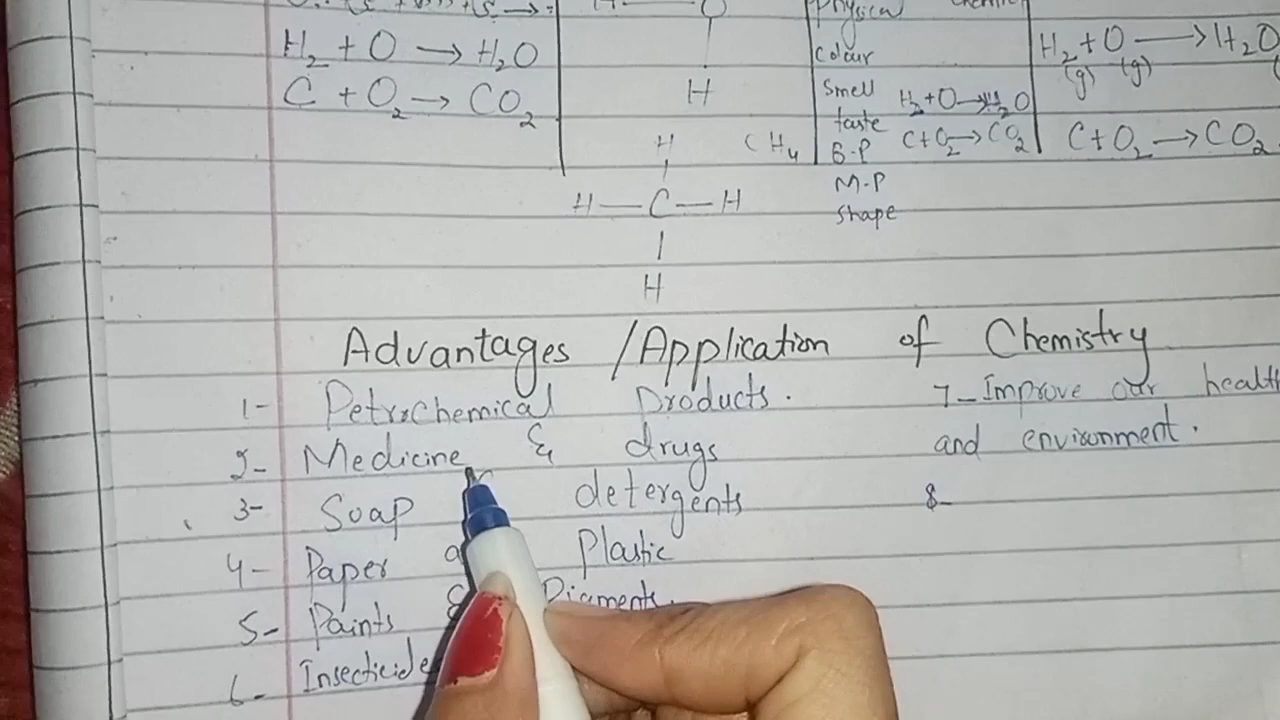 H₂ + O → H₂O
C + O₂ → CO₂
O
H
H
CH₄
H — C — H
H
Physical
Colour
Smell
taste
B.P
M.P
shape
H₂+O→H₂O
C+O₂→CO₂
H₂+O → H₂O
(g) (g)
C+O₂ → CO₂
Advantages / Application of Chemistry
1- Petrochemical products.
2- Medicine & drugs
3- Soap detergents
4- Paper Plastic
5- Paints & Pigments.
6- Insecticide
7- Improve our health
and environment.
8-